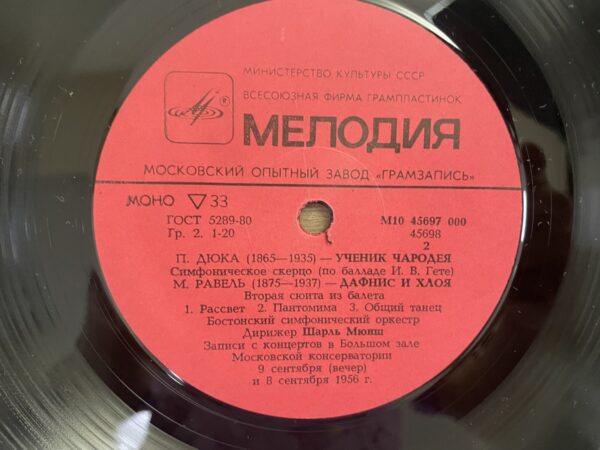 МИНИСТЕРСТВО КУЛЬТУРЫ СССР
ВСЕСОЮЗНАЯ ФИРМА ГРАМПЛАСТИНОК
®
МЕЛОДИЯ
МОСКОВСКИЙ ОПЫТНЫЙ ЗАВОД «ГРАМЗАПИСЬ»
МОНО ▽ 33
ГОСТ 5289-80
Гр. 2. 1-20
М10 45697 000
45698
2
П. ДЮКА (1865—1935) — УЧЕНИК ЧАРОДЕЯ
Симфоническое скерцо (по балладе И. В. Гете)
М. РАВЕЛЬ (1875—1937) — ДАФНИС И ХЛОЯ
Вторая сюита из балета
1. Рассвет 2. Пантомима 3. Общий танец
Бостонский симфонический оркестр
Дирижер Шарль Мюнш
Записи с концертов в Большом зале
Московской консерватории
9 сентября (вечер)
и 8 сентября 1956 г.